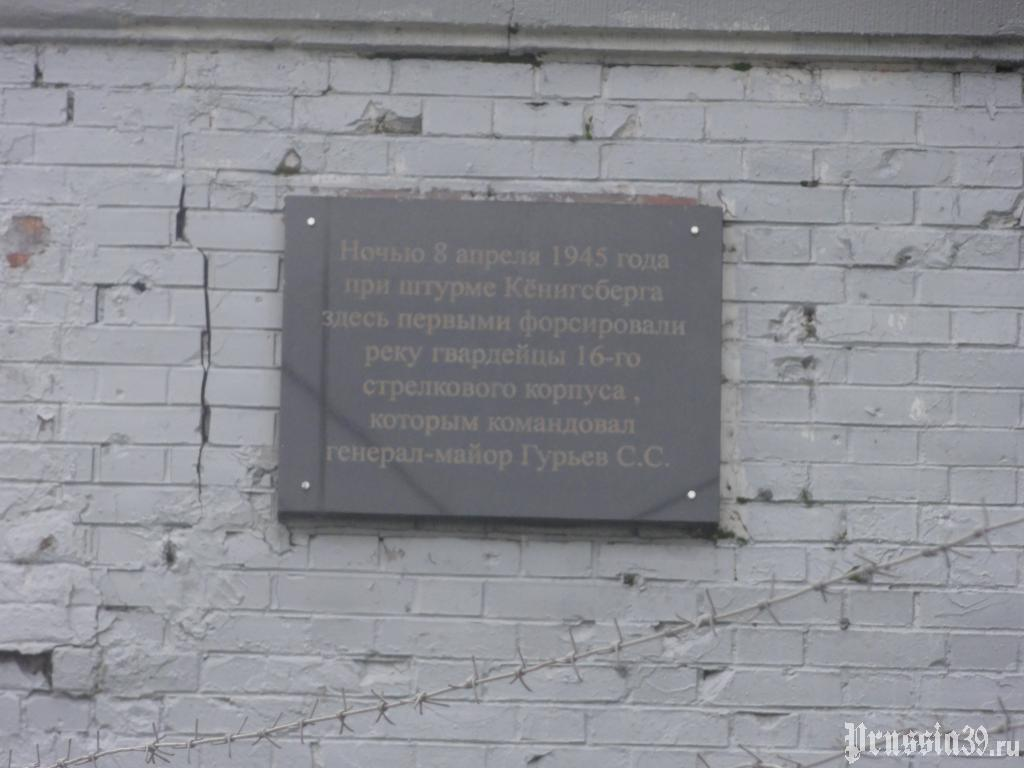 Ночью 8 апреля 1945 года
при штурме Кёнигсберга
здесь первыми форсировали
реку гвардейцы 16-го
стрелкового корпуса ,
которым командовал
генерал-майор Гурьев С.С.
Prussia39.ru